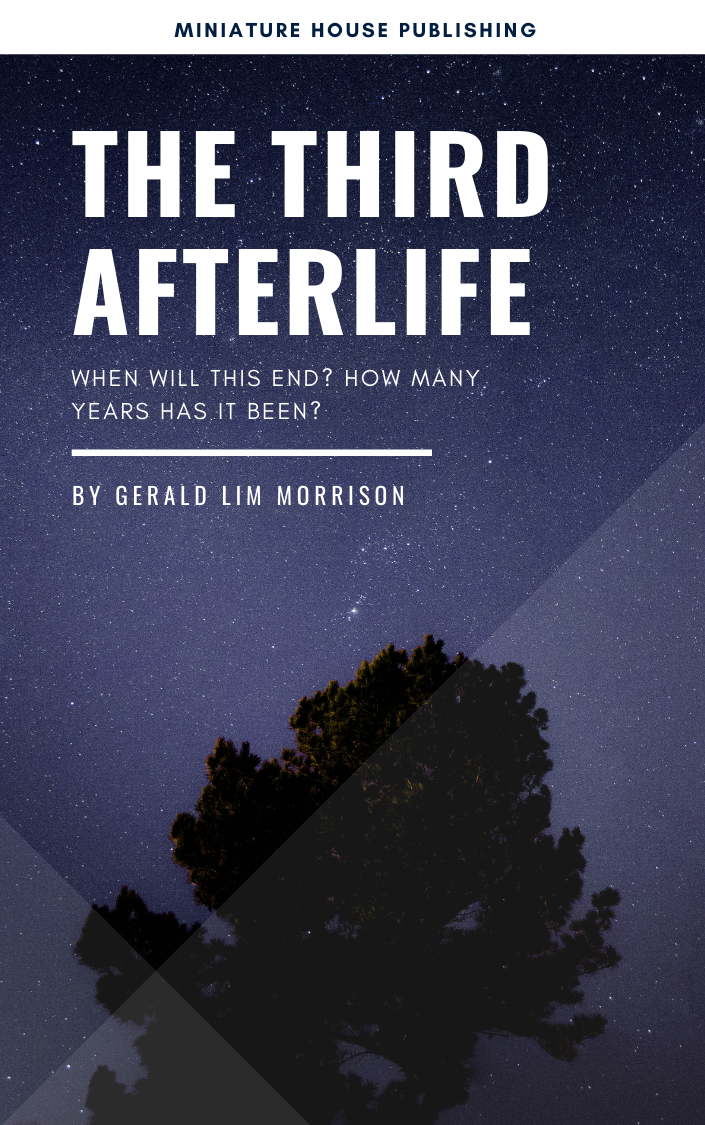 MINIATURE HOUSE PUBLISHING
THE THIRD
AFTERLIFE
WHEN WILL THIS END? HOW MANY
YEARS HAS IT BEEN?
BY GERALD LIM MORRISON